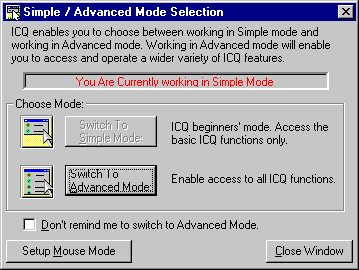 Simple / Advanced Mode Selection
ICQ enables you to choose between working in Simple mode and
working in Advanced mode. Working in Advanced mode will enable
you to access and operate a wider variety of ICQ features.
You Are Currently working in Simple Mode
Choose Mode:
Switch To
Simple Mode:
ICQ beginners' mode. Access the
basic ICQ functions only.
Switch To
Advanced Mode:
Enable access to all ICQ functions.
Don't remind me to switch to Advanced Mode.
Setup Mouse Mode
Close Window